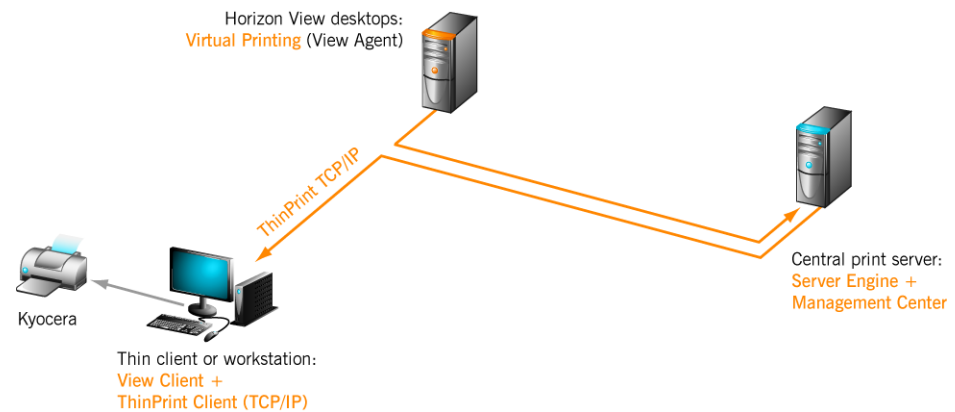 Horizon View desktops:
Virtual Printing (View Agent)
ThinPrint TCP/IP
Central print server:
Server Engine +
Management Center
Kyocera
Thin client or workstation:
View Client +
ThinPrint Client (TCP/IP)